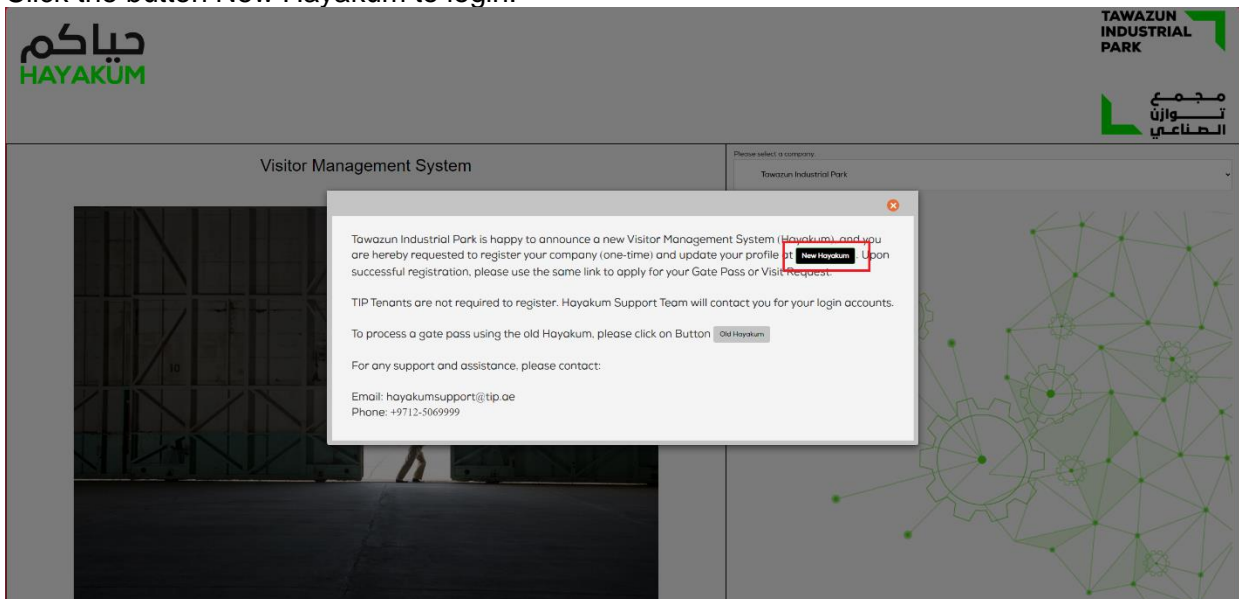 Click the button New Hayakum to login.
حياكم
HAYAKUM
TAWAZUN
INDUSTRIAL
PARK
مجمع
توازن
الصناعي
Visitor Management System
Please select a company
Tawazun Industrial Park
Tawazun Industrial Park is happy to announce a new Visitor Management System (Hayakum), and you
are hereby requested to register your company (one-time) and update your profile at New Hayakum . Upon
successful registration, please use the same link to apply for your Gate Pass or Visit Request.
TIP Tenants are not required to register. Hayakum Support Team will contact you for your login accounts.
To process a gate pass using the old Hayakum, please click on Button Old Hayakum
For any support and assistance, please contact:
Email: hayakumsupport@tip.ae
Phone: +9712-5069999
10